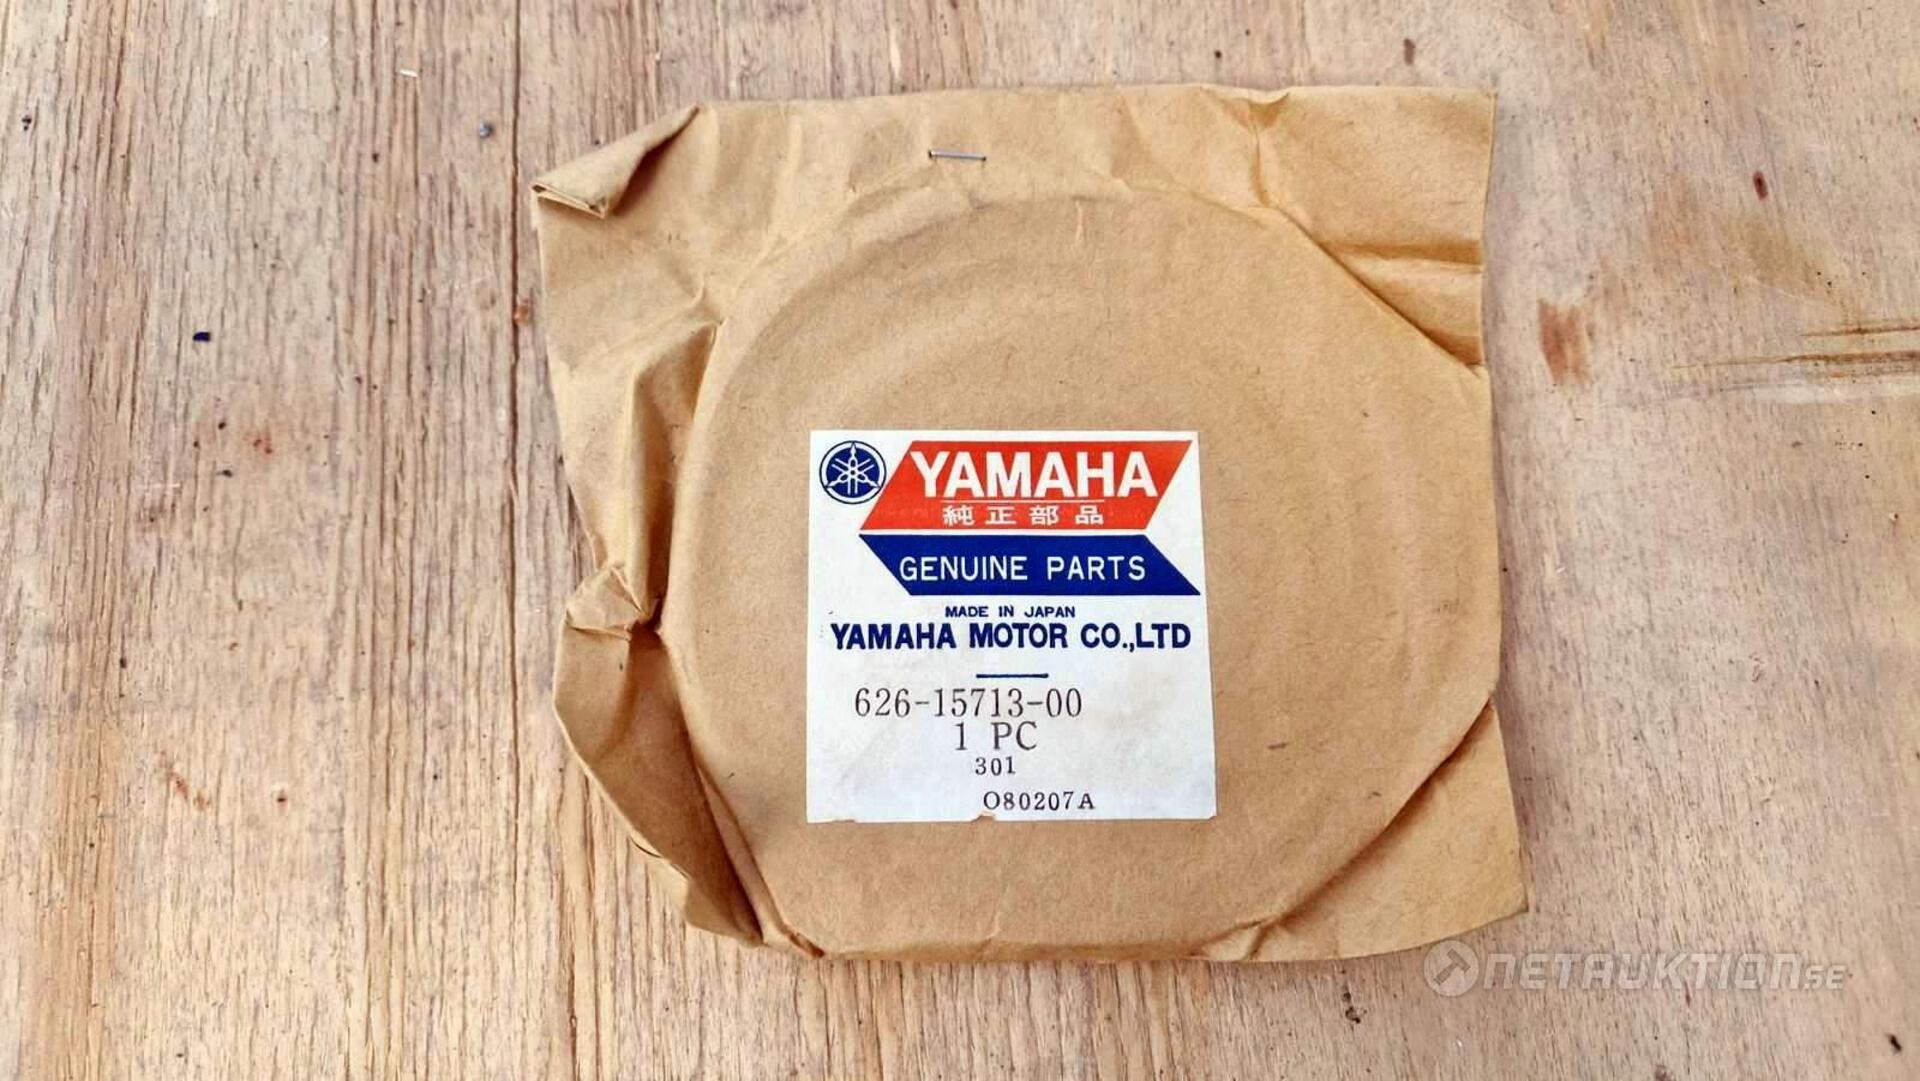 YAMAHA
純正部品
GENUINE PARTS
MADE IN JAPAN
YAMAHA MOTOR CO.,LTD
626-15713-00
1 PC
301
O80207A
NETAUKTION.SE